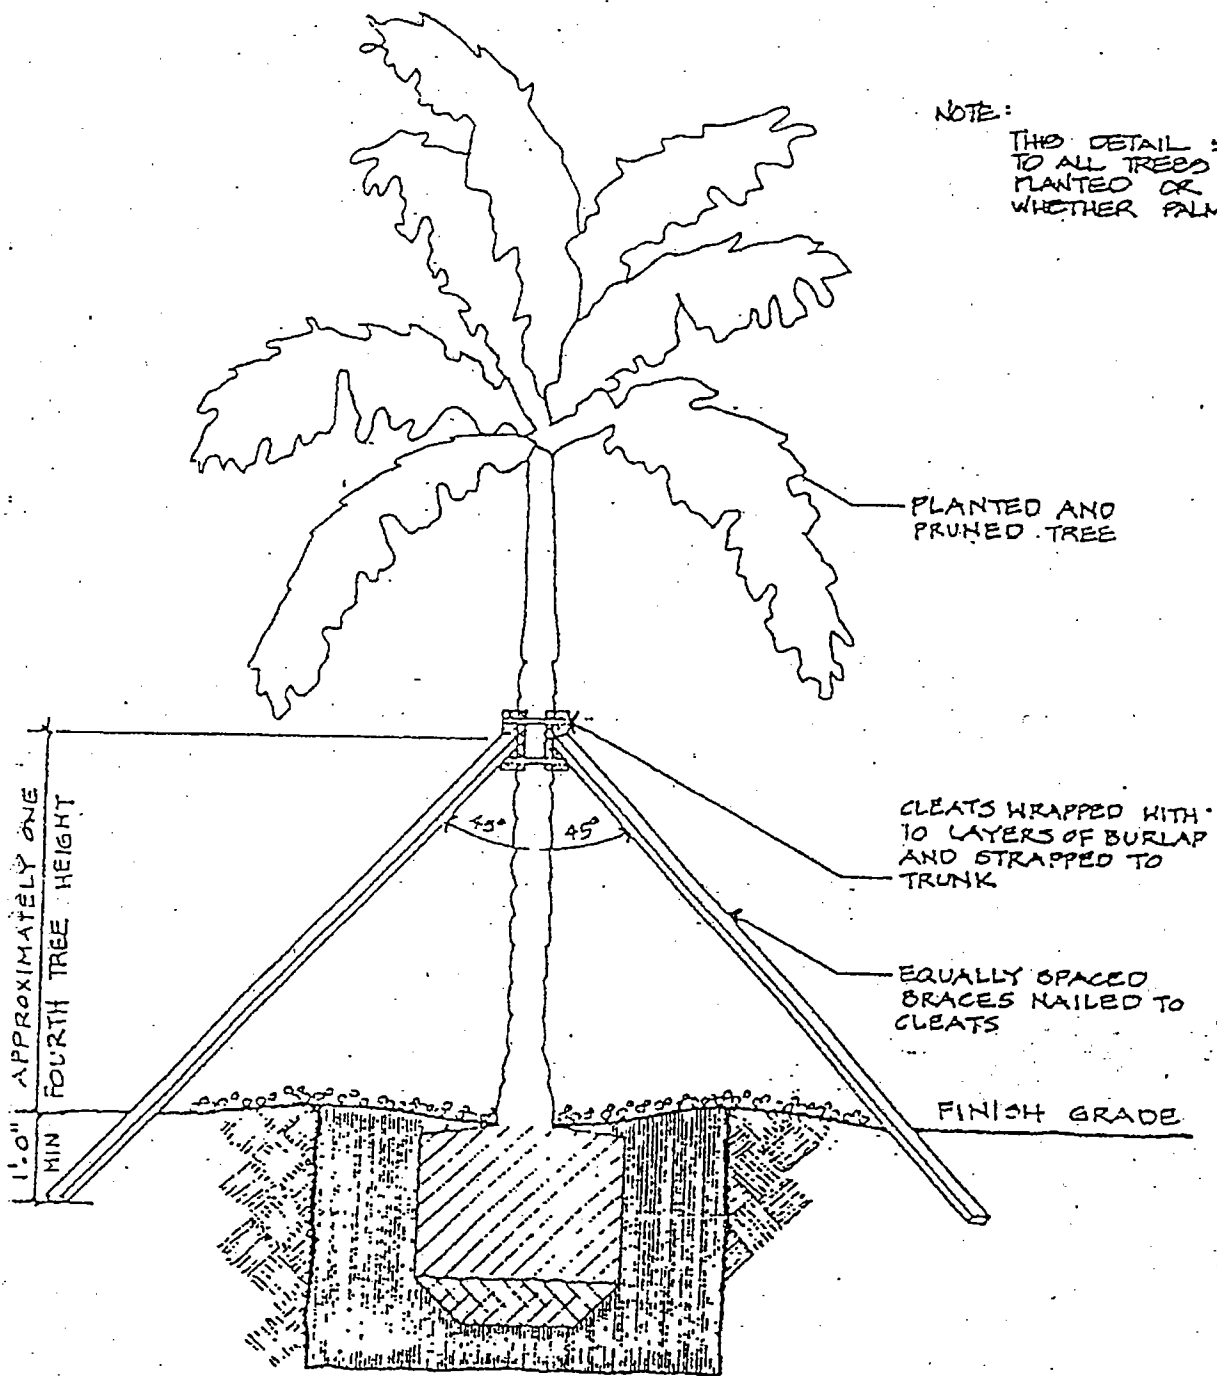 NOTE:
THIS DETAIL
TO ALL TREES
PLANTED OR
WHETHER PALM
PLANTED AND
PRUNED TREE
CLEATS WRAPPED WITH
10 LAYERS OF BURLAP
AND STRAPPED TO
TRUNK
EQUALLY SPACED
BRACES NAILED TO
CLEATS
FINISH GRADE
45°
45°
APPROXIMATELY ONE
FOURTH TREE HEIGHT
1'.0"
MIN